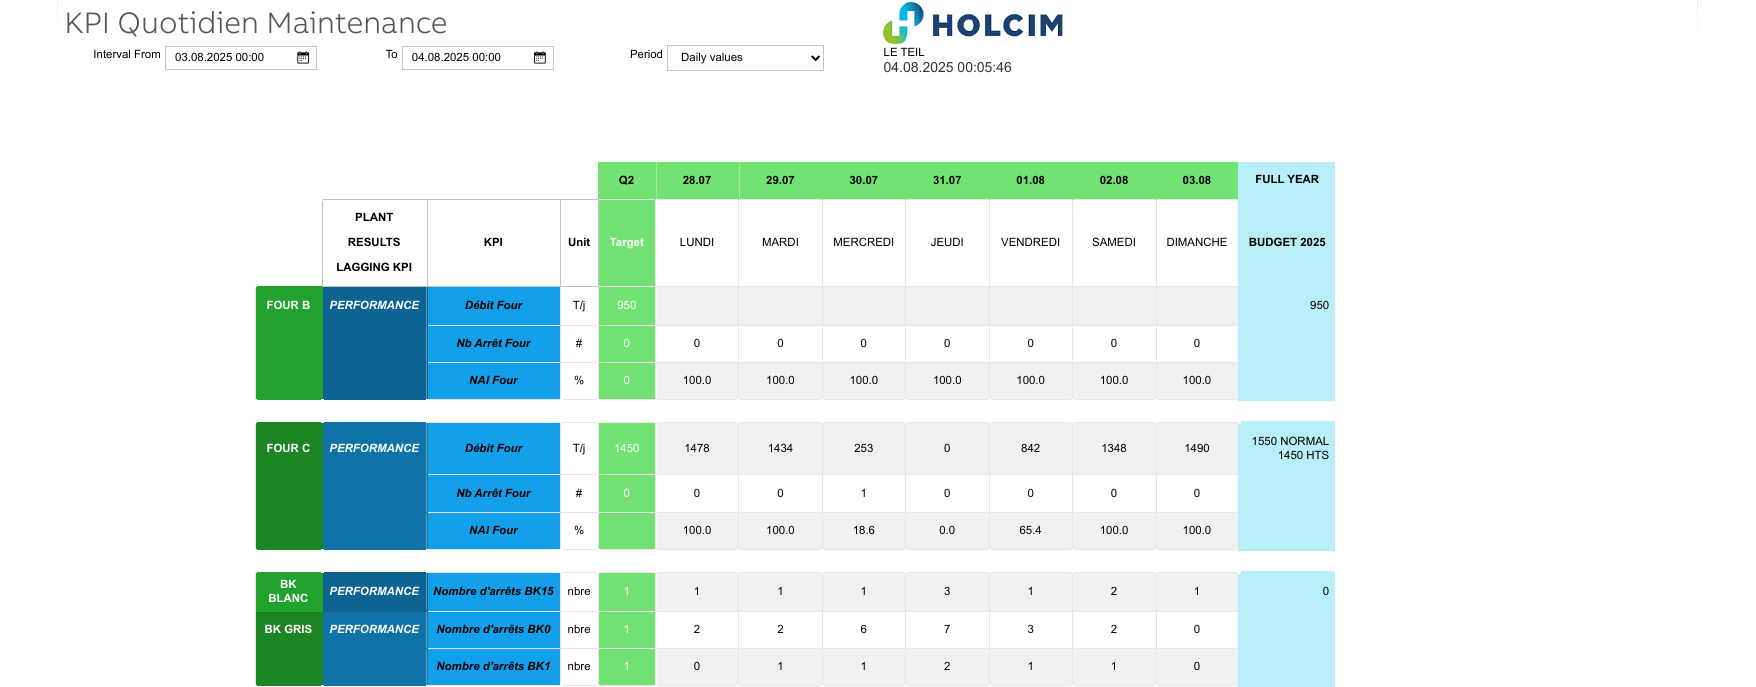 KPI Quotidien Maintenance
HOLCIM
Interval From 03.08.2025 00:00 To 04.08.2025 00:00 Period Daily values
LE TEIL
04.08.2025 00:05:46
Q2 28.07 29.07 30.07 31.07 01.08 02.08 03.08 FULL YEAR
PLANT
RESULTS
LAGGING KPI
KPI Unit Target LUNDI MARDI MERCREDI JEUDI VENDREDI SAMEDI DIMANCHE BUDGET 2025
FOUR B PERFORMANCE Débit Four T/j 950 950
Nb Arrêt Four # 0 0 0 0 0 0 0 0
NAI Four % 0 100.0 100.0 100.0 100.0 100.0 100.0 100.0
FOUR C PERFORMANCE Débit Four T/j 1450 1478 1434 253 0 842 1348 1490 1550 NORMAL
1450 HTS
Nb Arrêt Four # 0 0 0 1 0 0 0 0
NAI Four % 100.0 100.0 18.6 0.0 65.4 100.0 100.0
BK
BLANC
PERFORMANCE Nombre d'arrêts BK15 nbre 1 1 1 1 3 1 2 1 0
BK GRIS PERFORMANCE Nombre d'arrêts BK0 nbre 1 2 2 6 7 3 2 0
Nombre d'arrêts BK1 nbre 1 0 1 1 2 1 1 0